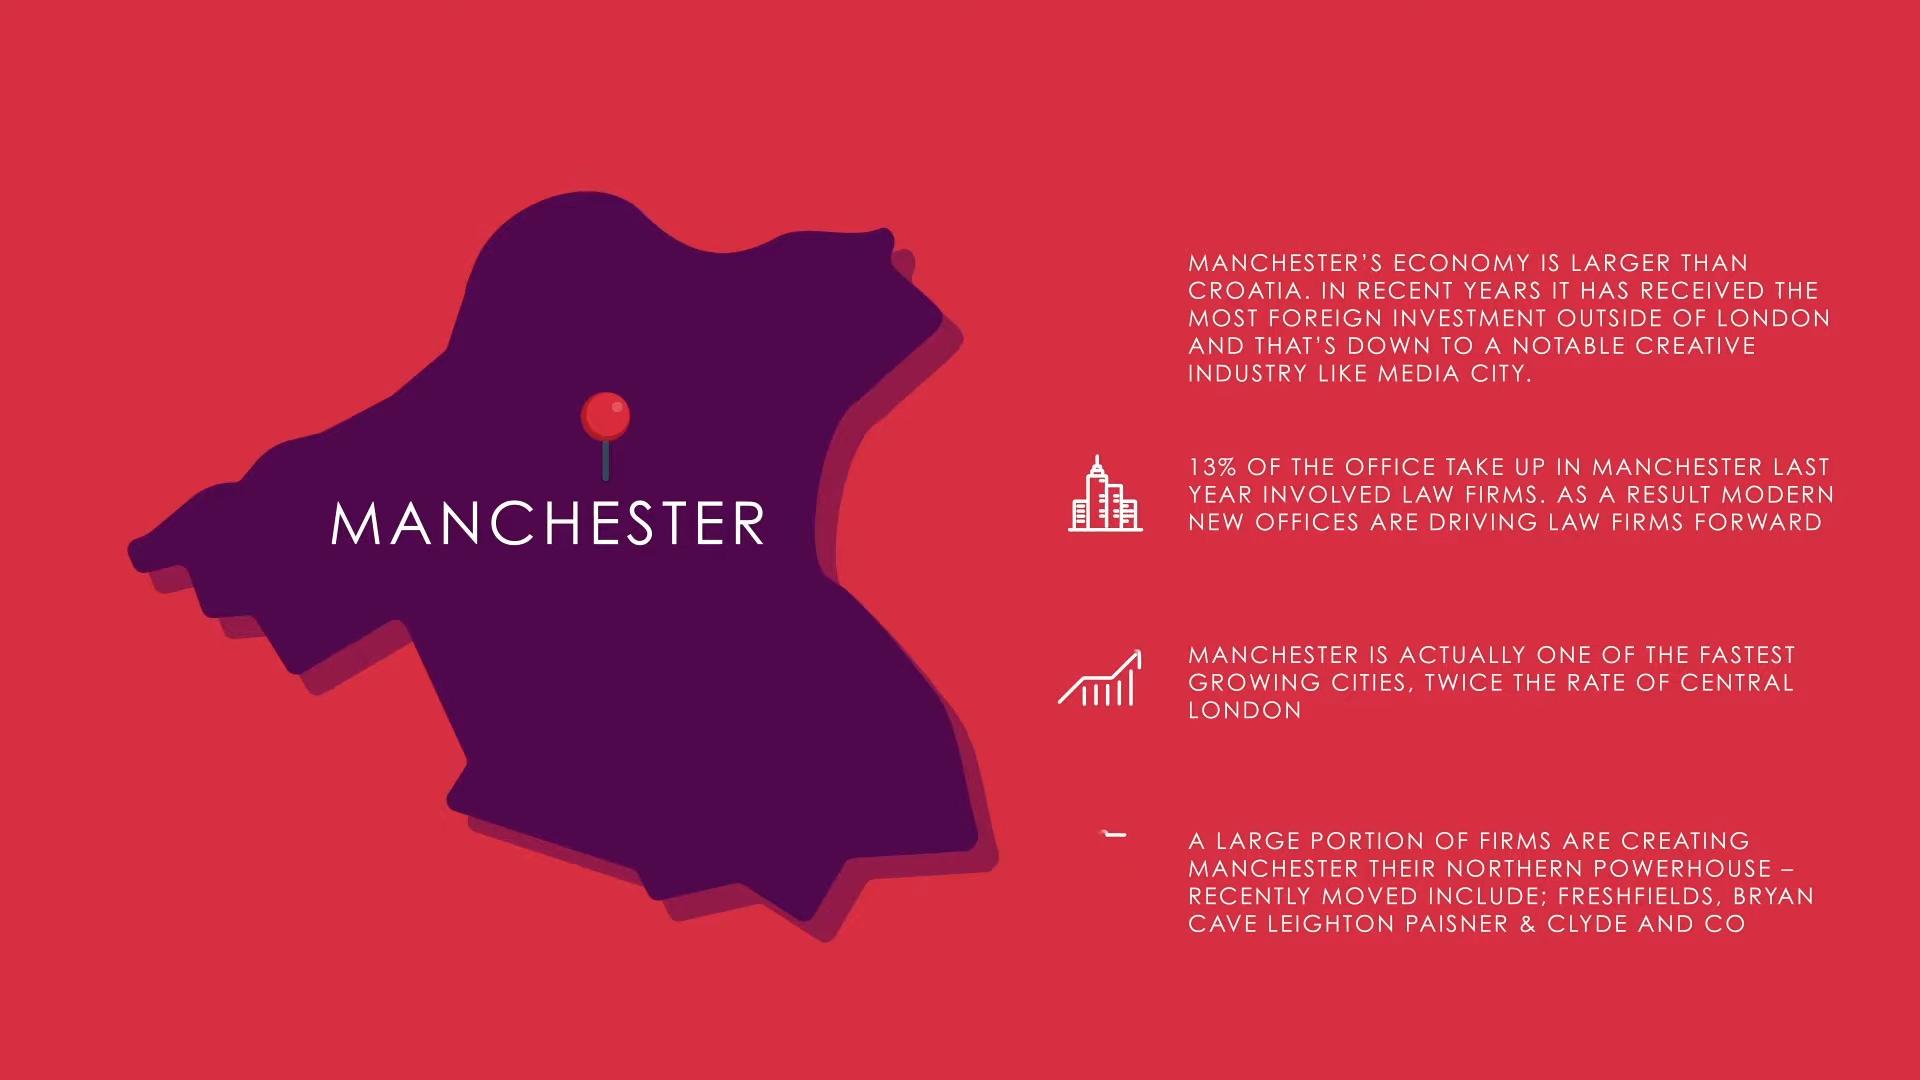 MANCHESTER
MANCHESTER’S ECONOMY IS LARGER THAN
CROATIA. IN RECENT YEARS IT HAS RECEIVED THE
MOST FOREIGN INVESTMENT OUTSIDE OF LONDON
AND THAT’S DOWN TO A NOTABLE CREATIVE
INDUSTRY LIKE MEDIA CITY.
13% OF THE OFFICE TAKE UP IN MANCHESTER LAST
YEAR INVOLVED LAW FIRMS. AS A RESULT MODERN
NEW OFFICES ARE DRIVING LAW FIRMS FORWARD
MANCHESTER IS ACTUALLY ONE OF THE FASTEST
GROWING CITIES, TWICE THE RATE OF CENTRAL
LONDON
A LARGE PORTION OF FIRMS ARE CREATING
MANCHESTER THEIR NORTHERN POWERHOUSE –
RECENTLY MOVED INCLUDE; FRESHFIELDS, BRYAN
CAVE LEIGHTON PAISNER & CLYDE AND CO